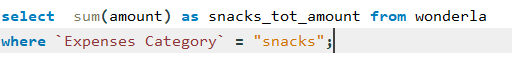 select  sum(amount) as snacks_tot_amount from wonderla
where `Expenses Category` = "snacks";